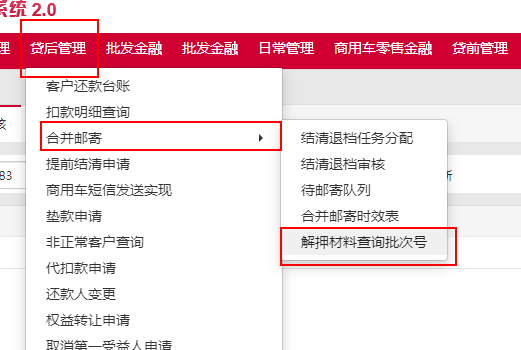 系统 2.0
理 贷后管理 批发金融 批发金融 日常管理 商用车零售金融 贷前管理
客户还款台账
扣款明细查询
核
合并邮寄
结清退档任务分配
提前结清申请
结清退档审核
83
商用车短信发送实现
待邮寄队列
垫款申请
合并邮寄时效表
非正常客户查询
解押材料查询批次号
代扣款申请
还款人变更
权益转让申请
取消第一受益人申请